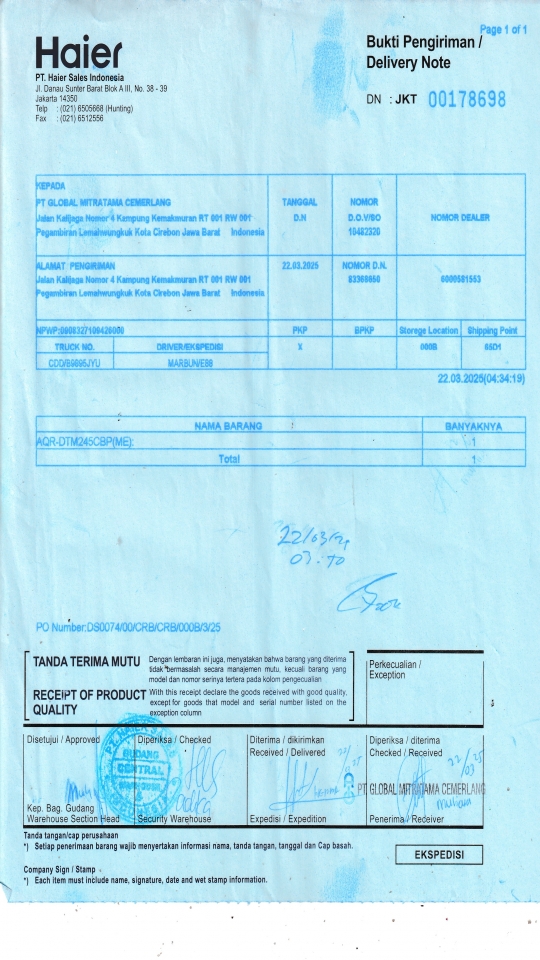 Page 1 of 1
Haier
Bukti Pengiriman /
Delivery Note
PT. Haier Sales Indonesia
Jl. Danau Sunter Barat Blok A III, No. 38 - 39
Jakarta 14350
Telp : (021) 6505668 (Hunting)
Fax : (021) 6512556
DN : JKT 00178698
KEPADA
PT GLOBAL MITRATAMA CEMERLANG
Jalan Kalijaga Nomor 4 Kampung Kemakmuran RT 001 RW 001
Pegambiran Lemahwungkuk Kota Cirebon Jawa Barat Indonesia
TANGGAL
D.N
NOMOR
D.O.Y/SO
10482320
NOMOR DEALER
ALAMAT PENGIRIMAN
Jalan Kalijaga Nomor 4 Kampung Kemakmuran RT 001 RW 001
Pegambiran Lemahwungkuk Kota Cirebon Jawa Barat Indonesia
22.03.2025
NOMOR D.N.
83368650
6000581553
PKP
BPKP
Storege Location
Shipping Point
TRUCK NO.
DRIVER/EKSPEDISI
X
000B
65D1
CDD/B9895JYU
MARBUN/E88
22.03.2025(04:34:19)
NAMA BARANG
BANYAKNYA
AQR-DTM245CBP(ME):
1
Total
1
PO Number:DS0074/00/CRB/CRB/000B/3/25
TANDA TERIMA MUTU
Dengan lembaran ini juga, menyatakan bahwa barang yang diterima
tidak bermasalah secara manajemen mutu, kecuali barang yang
model dan nomor serinya tertera pada kolom pengecualian
RECEIPT OF PRODUCT
QUALITY
With this receipt declare the goods received with good quality,
except for goods that model and serial number listed on the
exception column
Perkecualian /
Exception
Disetujui / Approved
Diperiksa / Checked
Diterima / dikirimkan
Received / Delivered
Diperiksa / diterima
Checked / Received
GUDANG
CENTRAL
PT GLOBAL MITRATAMA CEMERLANG
Kep. Bag. Gudang
Warehouse Section Head
Security Warehouse
Expedisi / Expedition
Penerima / Receiver
Tanda tangan/cap perusahaan
*) Setiap penerimaan barang wajib menyertakan informasi nama, tanda tangan, tanggal dan Cap basah.
EKSPEDISI
Company Sign / Stamp
*) Each item must include name, signature, date and wet stamp information.